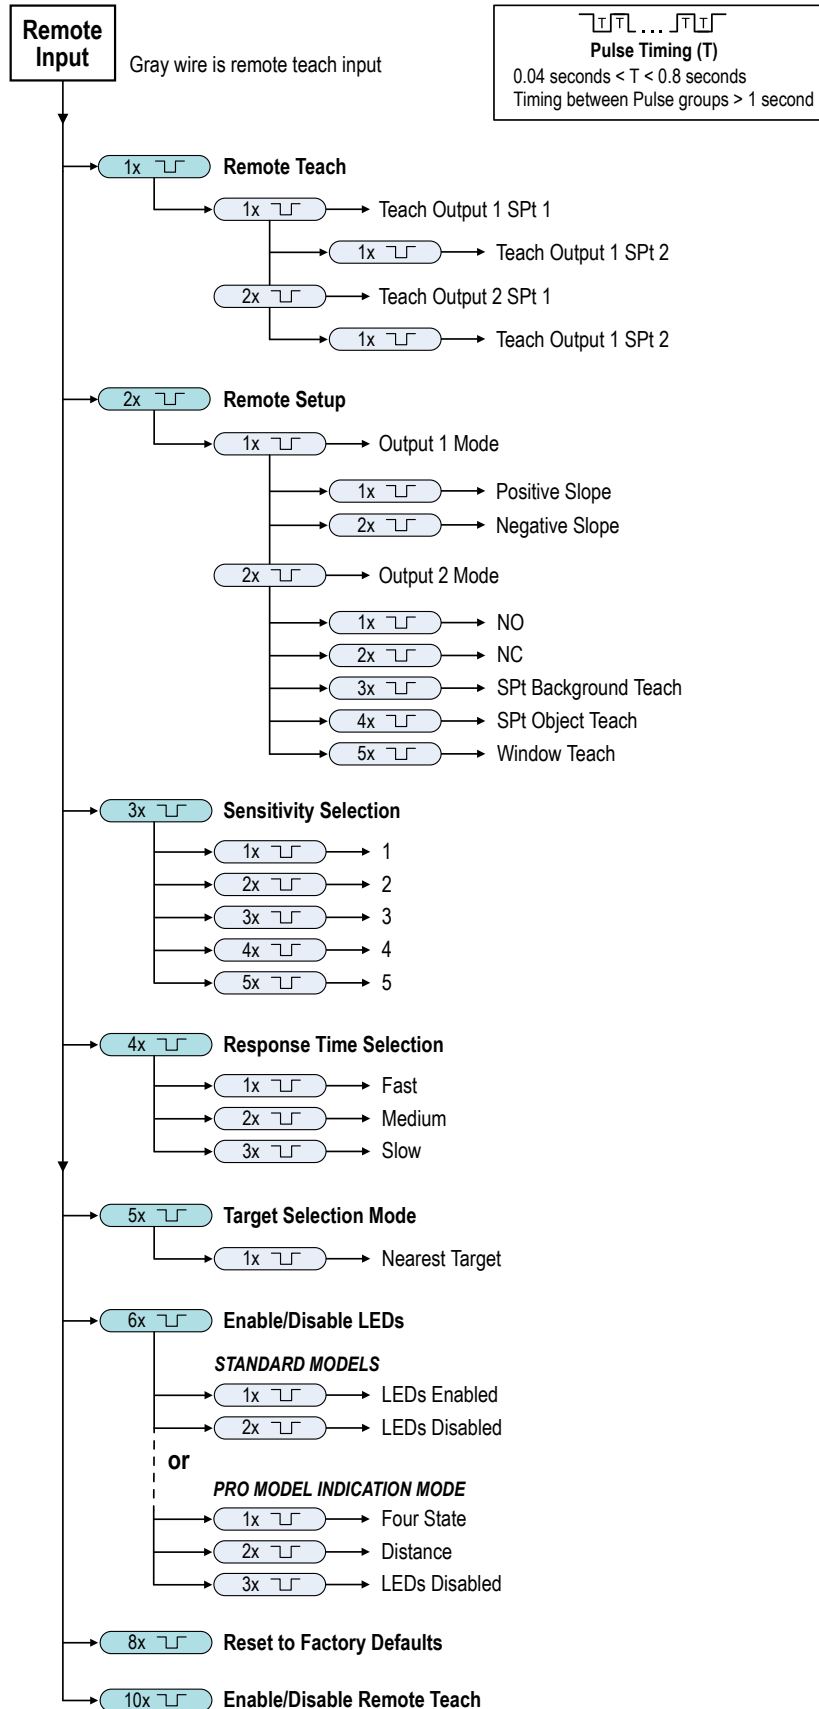 Remote
Input
Gray wire is remote teach input
T T ... T T
Pulse Timing (T)
0.04 seconds < T < 0.8 seconds
Timing between Pulse groups > 1 second
1x Remote Teach
1x Teach Output 1 SPt 1
1x Teach Output 1 SPt 2
2x Teach Output 2 SPt 1
1x Teach Output 1 SPt 2
2x Remote Setup
1x Output 1 Mode
1x Positive Slope
2x Negative Slope
2x Output 2 Mode
1x NO
2x NC
3x SPt Background Teach
4x SPt Object Teach
5x Window Teach
3x Sensitivity Selection
1x 1
2x 2
3x 3
4x 4
5x 5
4x Response Time Selection
1x Fast
2x Medium
3x Slow
5x Target Selection Mode
1x Nearest Target
6x Enable/Disable LEDs
STANDARD MODELS
1x LEDs Enabled
2x LEDs Disabled
or
PRO MODEL INDICATION MODE
1x Four State
2x Distance
3x LEDs Disabled
8x Reset to Factory Defaults
10x Enable/Disable Remote Teach